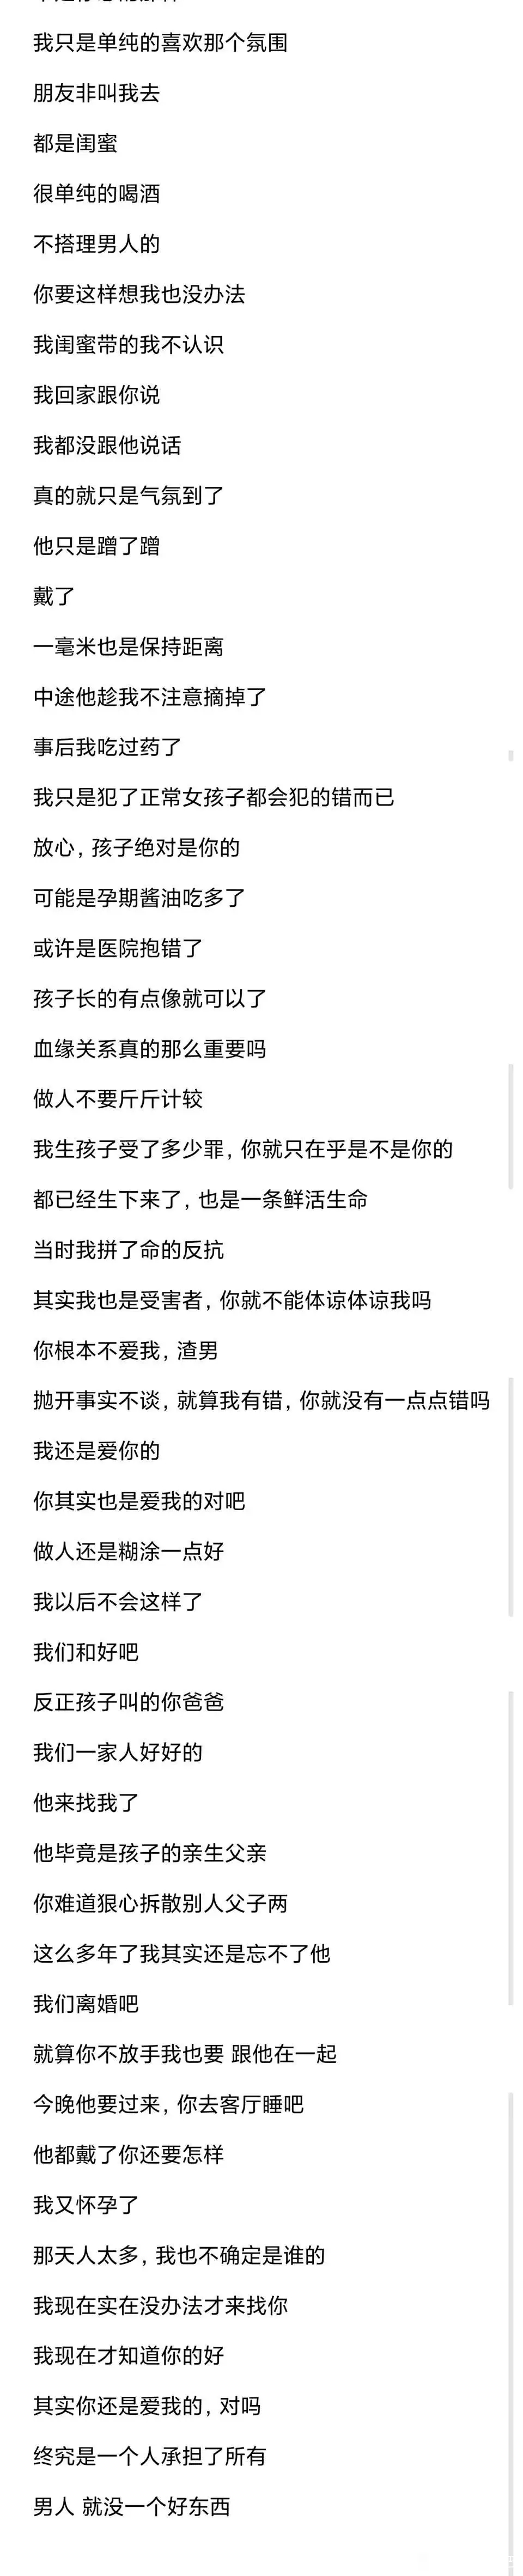 我只是单纯的喜欢那个氛围
朋友非叫我去
都是闺蜜
很单纯的喝酒
不搭理男人的
你要这样想我也没办法
我闺蜜带的我不认识
我回家跟你说
我都没跟他说话
真的就只是气氛到了
他只是蹭了蹭
戴了
一毫米也是保持距离
中途他趁我不注意摘掉了
事后我吃过药了
我只是犯了正常女孩子都会犯的错而已
放心, 孩子绝对是你的
可能是孕期酱油吃多了
或许是医院抱错了
孩子长的有点像就可以了
血缘关系真的那么重要吗
做人不要斤斤计较
我生孩子受了多少罪, 你就只在乎是不是你的
都已经生下来了, 也是一条鲜活生命
当时我拼了命的反抗
其实我也是受害者, 你就不能体谅体谅我吗
你根本不爱我, 渣男
抛开事实不谈, 就算我有错, 你就没有一点点错吗
我还是爱你的
你其实也是爱我的对吧
做人还是糊涂一点好
我以后不会这样了
我们和好吧
反正孩子叫的你爸爸
我们一家人好好的
他来找我了
他毕竟是孩子的亲生父亲
你难道狠心拆散别人父子两
这么多年了我其实还是忘不了他
我们离婚吧
就算你不放手我也要 跟他在一起
今晚他要过来, 你去客厅睡吧
他都戴了你还要怎样
我又怀孕了
那天人太多, 我也不确定是谁的
我现在实在没办法才来找你
我现在才知道你的好
其实你还是爱我的, 对吗
终究是一个人承担了所有
男人 就没一个好东西